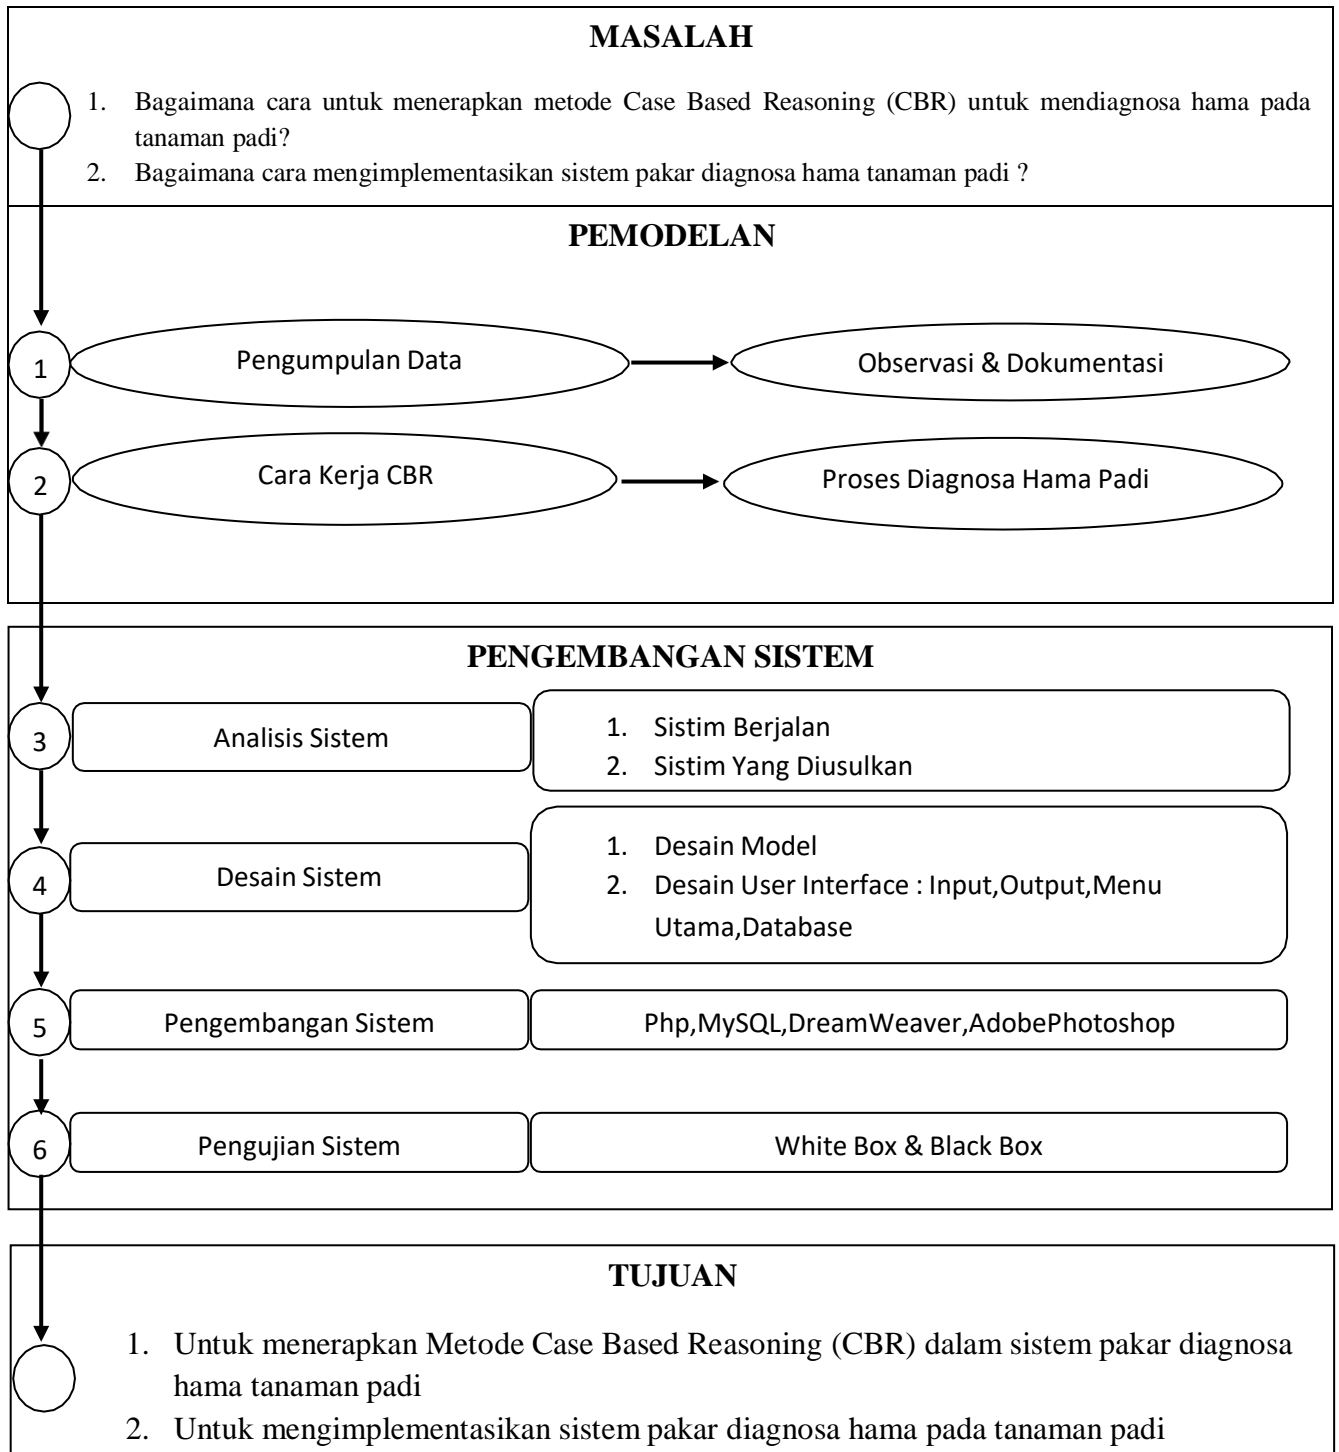 MASALAH
1. Bagaimana cara untuk menerapkan metode Case Based Reasoning (CBR) untuk mendiagnosa hama pada
tanaman padi?
2. Bagaimana cara mengimplementasikan sistem pakar diagnosa hama tanaman padi ?
PEMODELAN
1
Pengumpulan Data
Observasi & Dokumentasi
2
Cara Kerja CBR
Proses Diagnosa Hama Padi
PENGEMBANGAN SISTEM
3
Analisis Sistem
1. Sistim Berjalan
2. Sistim Yang Diusulkan
4
Desain Sistem
1. Desain Model
2. Desain User Interface : Input,Output,Menu
Utama,Database
5
Pengembangan Sistem
Php,MySQL,DreamWeaver,AdobePhotoshop
6
Pengujian Sistem
White Box & Black Box
TUJUAN
1. Untuk menerapkan Metode Case Based Reasoning (CBR) dalam sistem pakar diagnosa
hama tanaman padi
2. Untuk mengimplementasikan sistem pakar diagnosa hama pada tanaman padi